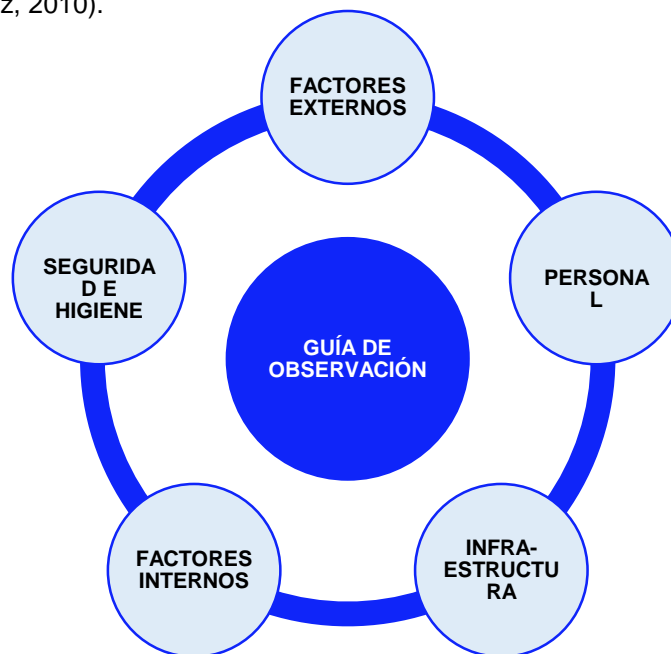 z, 2010).
FACTORES
EXTERNOS
PERSONA
L
INFRA-
ESTRUCTU
RA
FACTORES
INTERNOS
SEGURIDA
D E
HIGIENE
GUÍA DE
OBSERVACIÓN